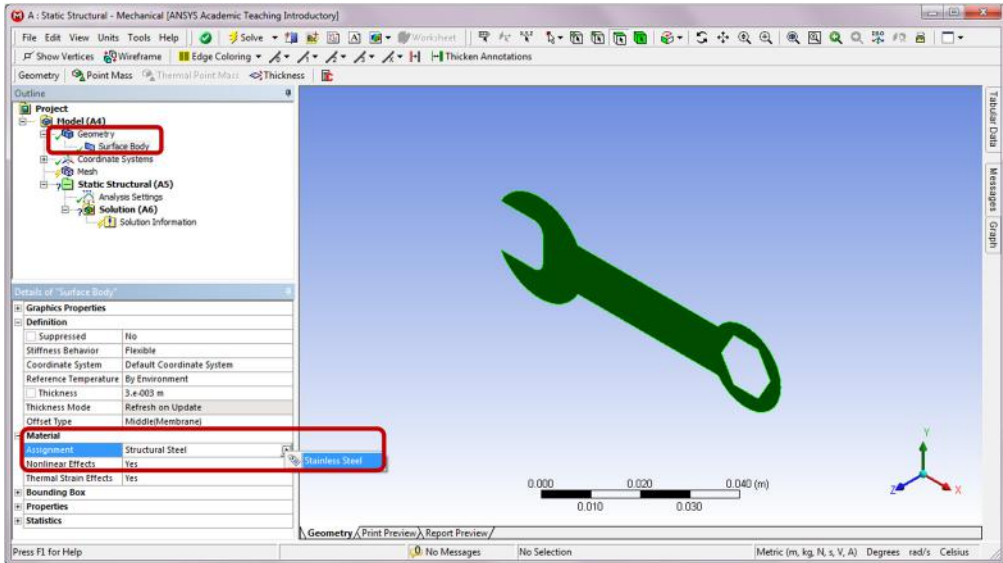 A : Static Structural - Mechanical [ANSYS Academic Teaching Introductory]
File Edit View Units Tools Help Solve Worksheet
Show Vertices Wireframe Edge Coloring Thicken Annotations
Geometry Point Mass Thermal Point Mass Thickness
Outline
Project
Model (A4)
Geometry
Surface Body
Coordinate Systems
Mesh
Static Structural (A5)
Analysis Settings
Solution (A6)
Solution Information
Tabular Data
Messages
Graph
Details of "Surface Body"
Graphics Properties
Definition
Suppressed No
Stiffness Behavior Flexible
Coordinate System Default Coordinate System
Reference Temperature By Environment
Thickness 3.e-003 m
Thickness Mode Refresh on Update
Offset Type Middle(Membrane)
Material
Assignment Structural Steel
Stainless Steel
Nonlinear Effects Yes
Thermal Strain Effects Yes
Bounding Box
Properties
Statistics
Y
Z X
0.000 0.020 0.040 (m)
0.010 0.030
Geometry Print Preview Report Preview
Press F1 for Help 0 No Messages No Selection Metric (m, kg, N, s, V, A) Degrees rad/s Celsius